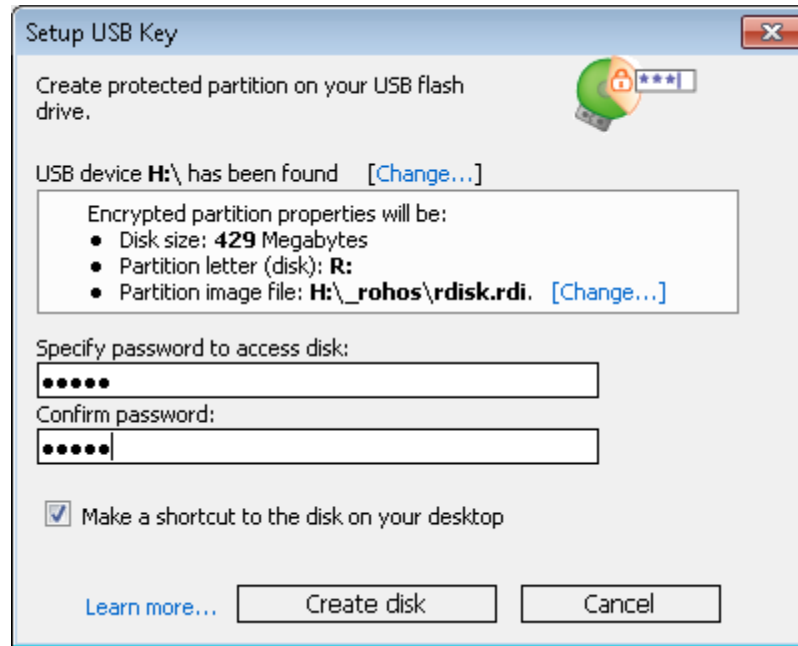 Setup USB Key
Create protected partition on your USB flash
drive.
***
USB device H:\ has been found [Change...]
Encrypted partition properties will be:
● Disk size: 429 Megabytes
● Partition letter (disk): R:
● Partition image file: H:\_rohos\rdisk.rdi. [Change...]
Specify password to access disk:
●●●●●
Confirm password:
●●●●●
Make a shortcut to the disk on your desktop
Learn more... Create disk Cancel